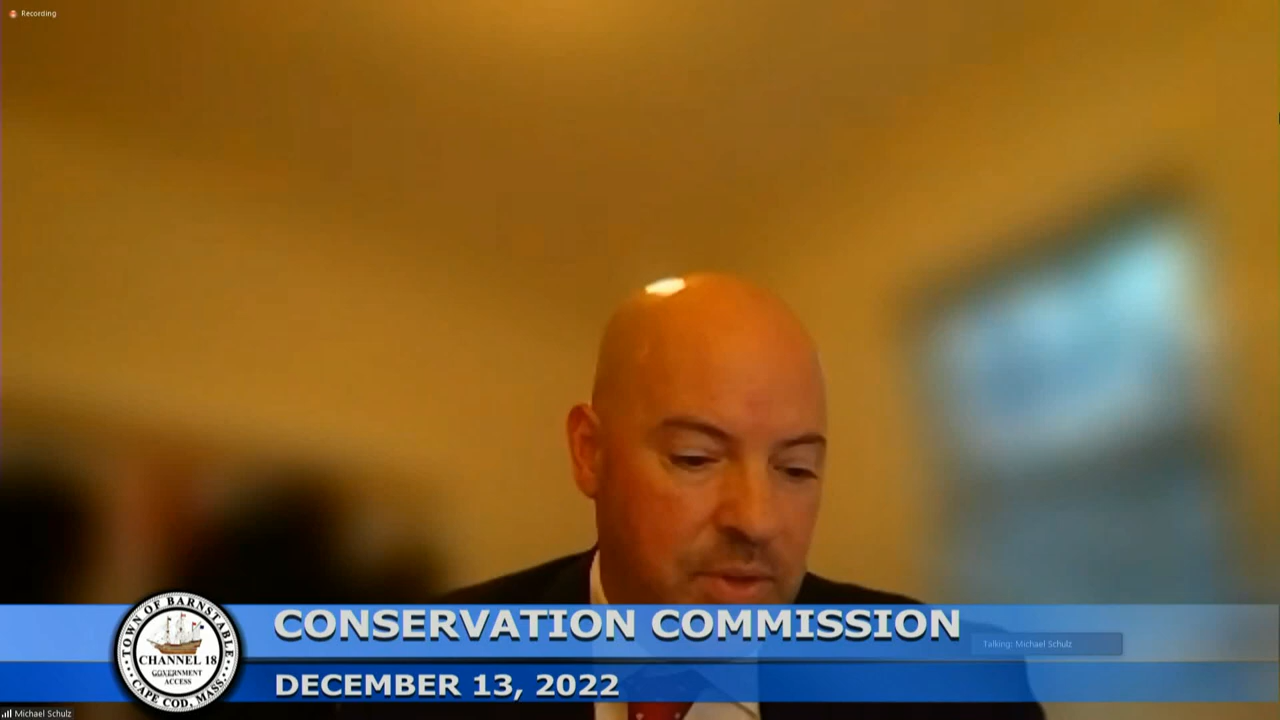 Recording
CONSERVATION COMMISSION
Talking: Michael Schulz
TOWN OF BARNSTABLE
CHANNEL 18
GOVERNMENT
ACCESS
CAPE COD, MASS.
DECEMBER 13, 2022
Michael Schulz